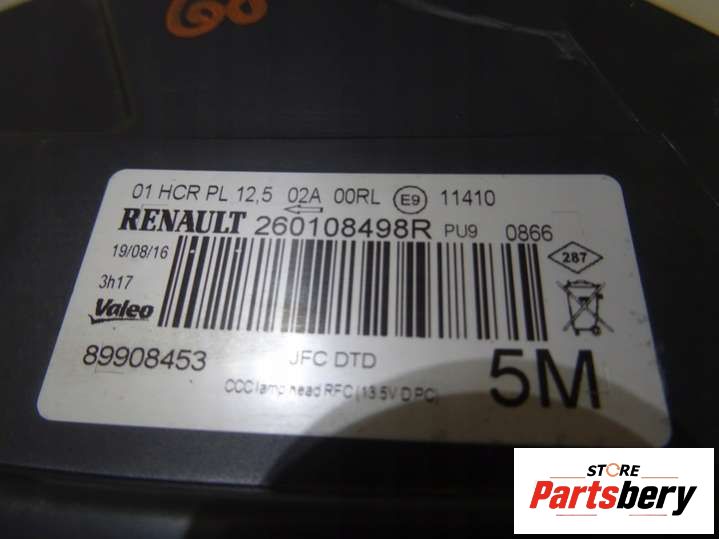 60
01 HCR PL 12,5 02A 00RL E9 11410
RENAULT 260108498R PU9 0866
19/08/16
287
3h17
Valeo
89908453 JFC DTD 5M
CCC lamp head RFC (13.5V D PC)
STORE
Partsbery